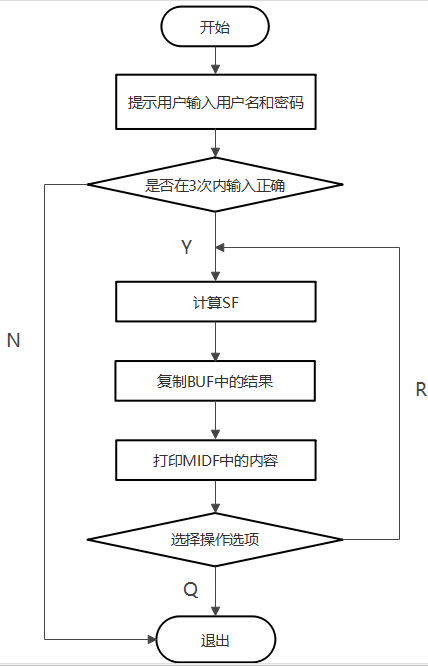 开始
提示用户输入用户名和密码
是否在3次内输入正确
Y
计算SF
N
复制BUF中的结果
R
打印MIDF中的内容
选择操作选项
Q
退出